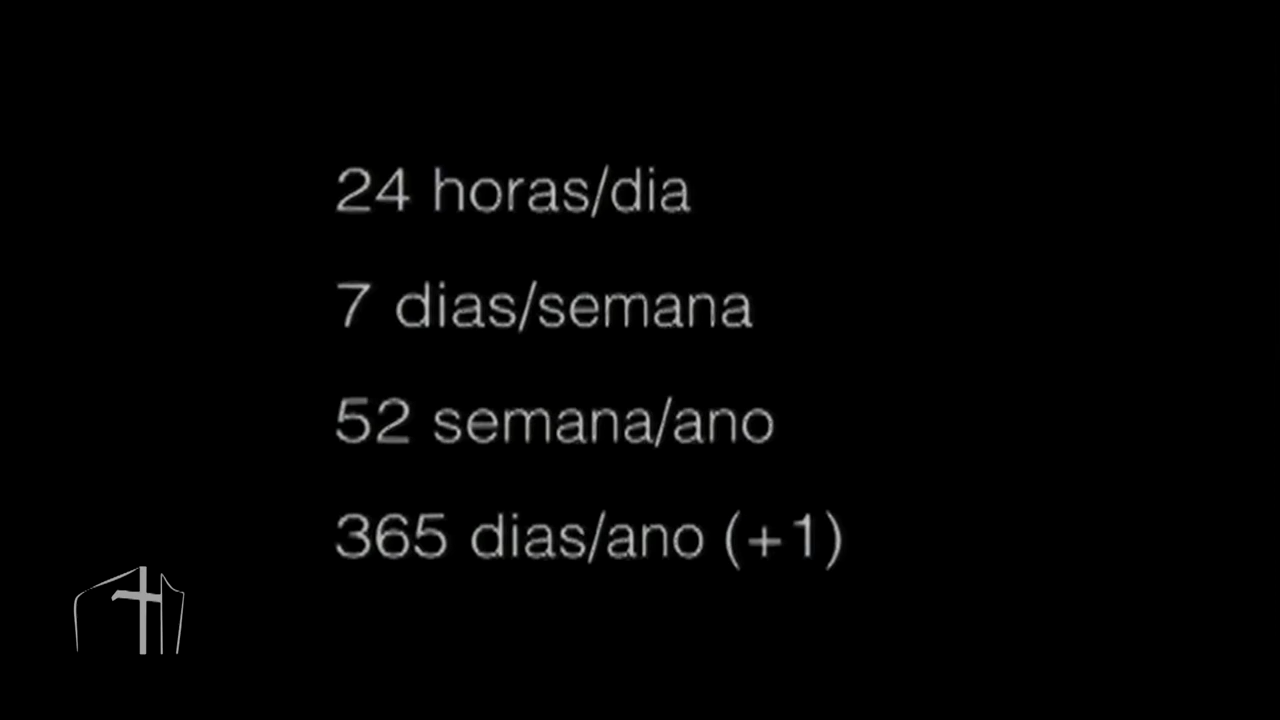 24 horas/dia
7 dias/semana
52 semana/ano
365 dias/ano (+1)